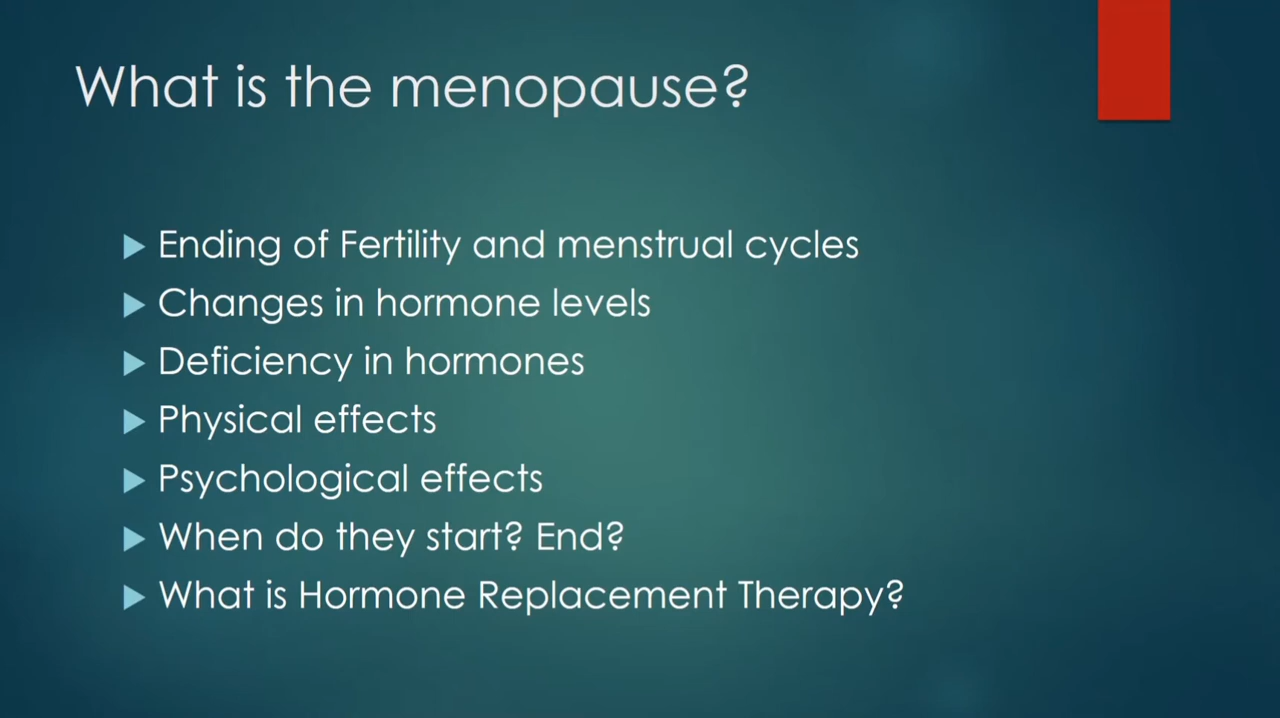 What is the menopause?
Ending of Fertility and menstrual cycles
Changes in hormone levels
Deficiency in hormones
Physical effects
Psychological effects
When do they start? End?
What is Hormone Replacement Therapy?